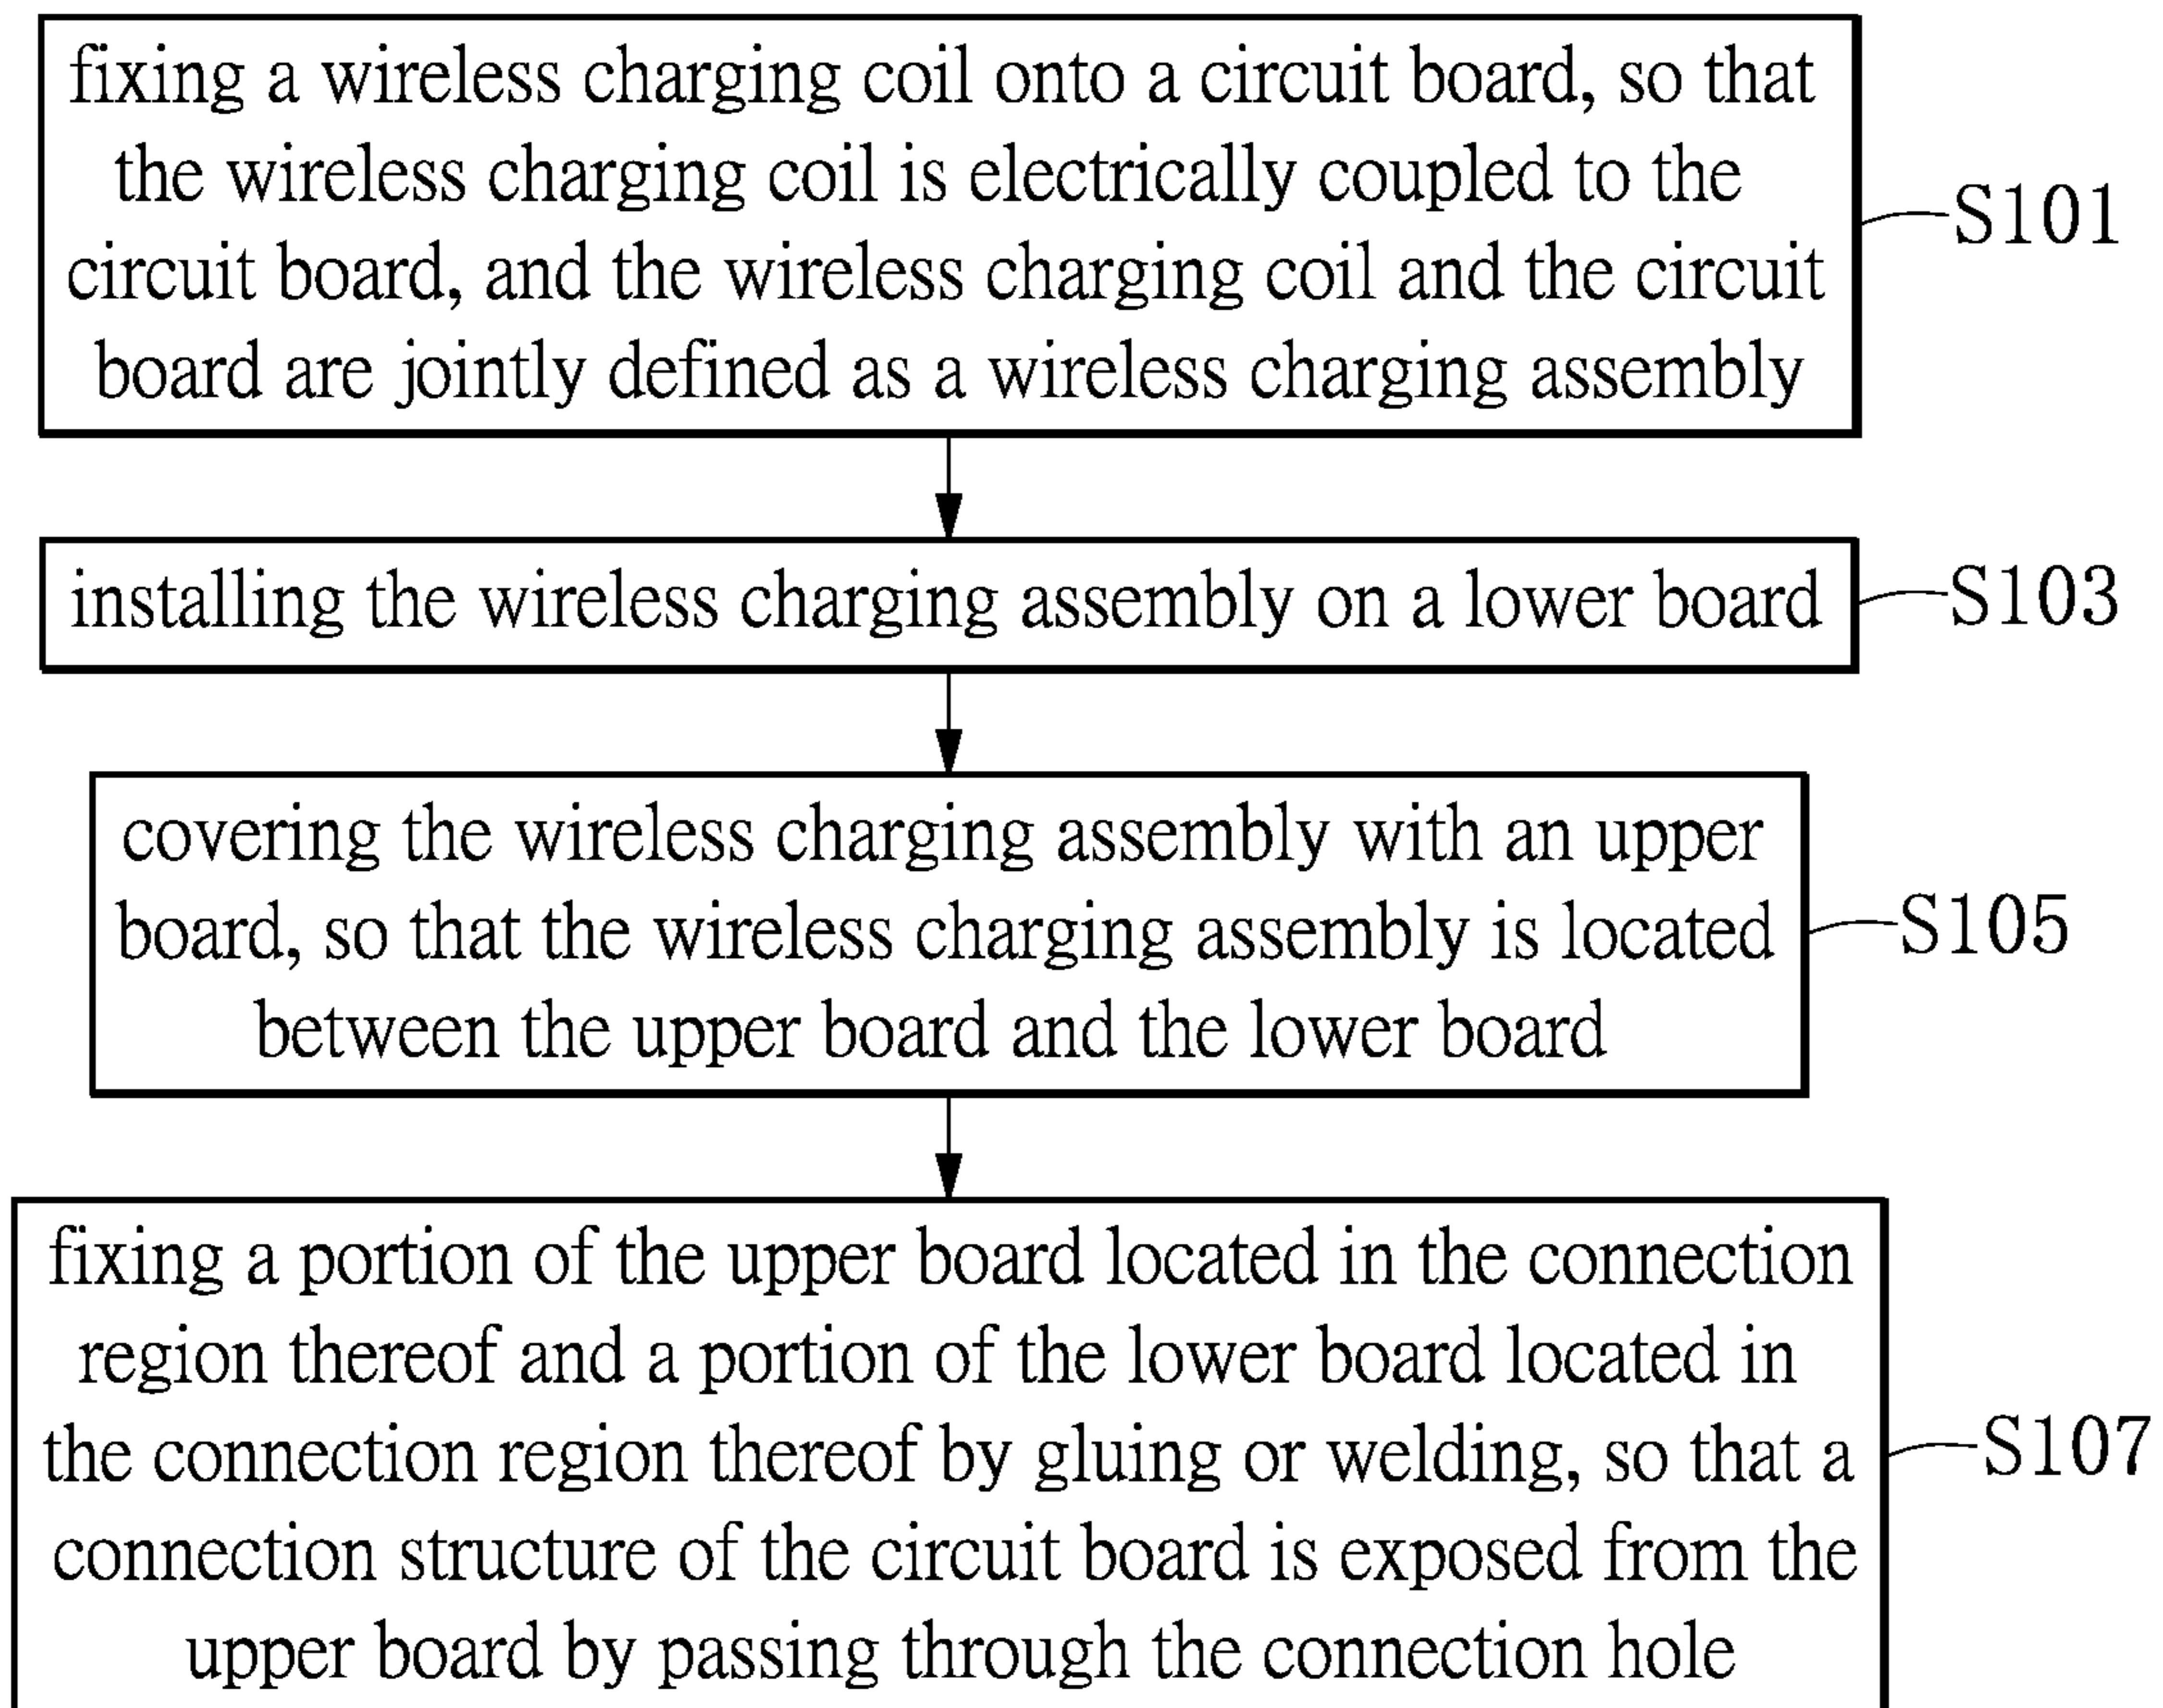 fixing a wireless charging coil onto a circuit board, so that
the wireless charging coil is electrically coupled to the
circuit board, and the wireless charging coil and the circuit
board are jointly defined as a wireless charging assembly
S101
installing the wireless charging assembly on a lower board
S103
covering the wireless charging assembly with an upper
board, so that the wireless charging assembly is located
between the upper board and the lower board
S105
fixing a portion of the upper board located in the connection
region thereof and a portion of the lower board located in
the connection region thereof by gluing or welding, so that a
connection structure of the circuit board is exposed from the
upper board by passing through the connection hole
S107